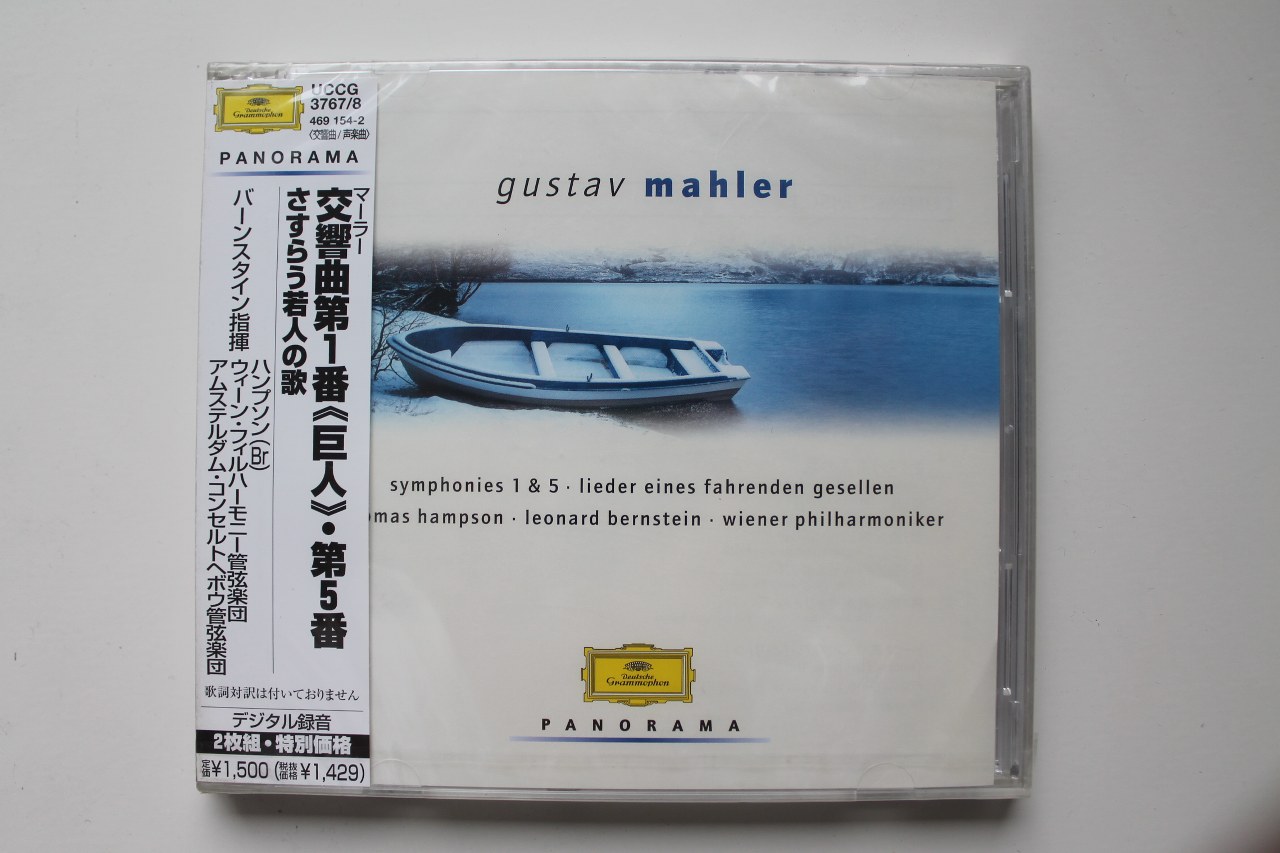 Deutsche
Grammophon
UCCG
3767/8
469 154-2
〈交響曲/声楽曲〉
PANORAMA
マーラー
交響曲第1番《巨人》・第5番
さすらう若人の歌
バーンスタイン指揮
ハンプソン(Br)
ウィーン・フィルハーモニー管弦楽団
アムステルダム・コンセルトヘボウ管弦楽団
歌詞対訳は付いておりません
デジタル録音
2枚組・特別価格
定価¥1,500 (税抜価格¥1,429)
gustav mahler
symphonies 1 & 5 · lieder eines fahrenden gesellen
omas hampson · leonard bernstein · wiener philharmoniker
Deutsche
Grammophon
PANORAMA